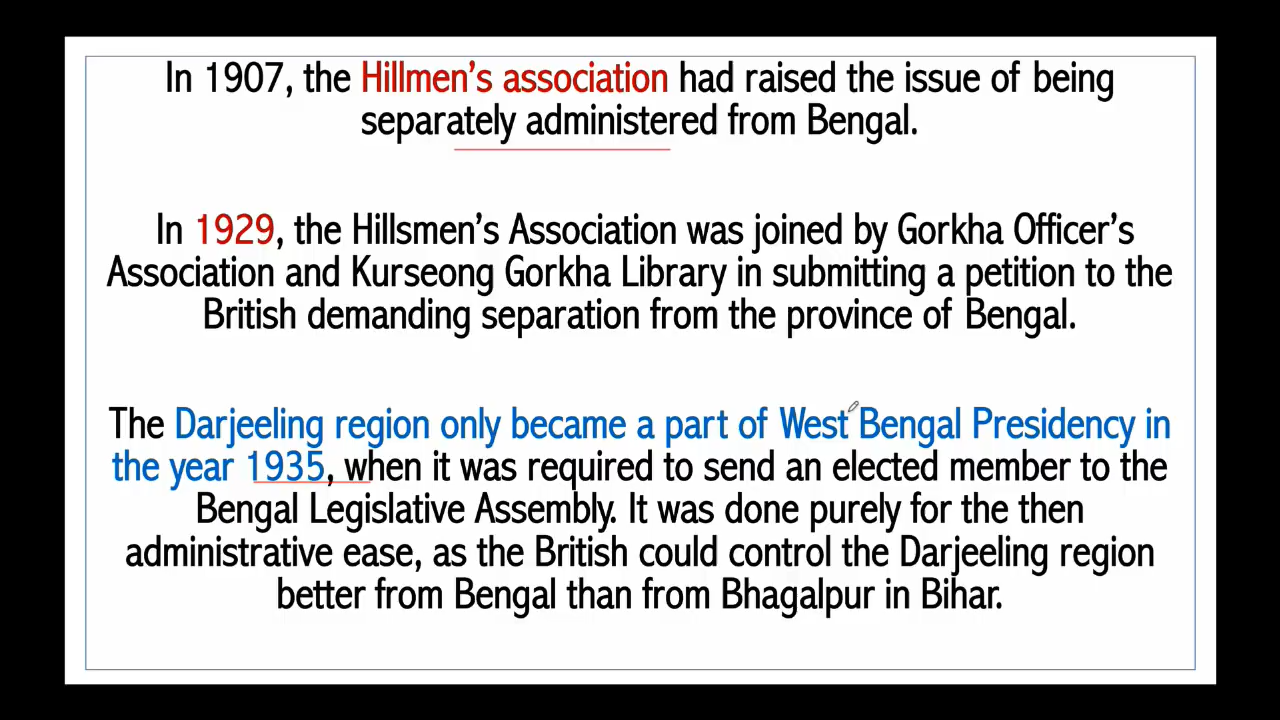 In 1907, the Hillmen’s association had raised the issue of being
separately administered from Bengal.
In 1929, the Hillsmen’s Association was joined by Gorkha Officer’s
Association and Kurseong Gorkha Library in submitting a petition to the
British demanding separation from the province of Bengal.
The Darjeeling region only became a part of West Bengal Presidency in
the year 1935, when it was required to send an elected member to the
Bengal Legislative Assembly. It was done purely for the then
administrative ease, as the British could control the Darjeeling region
better from Bengal than from Bhagalpur in Bihar.